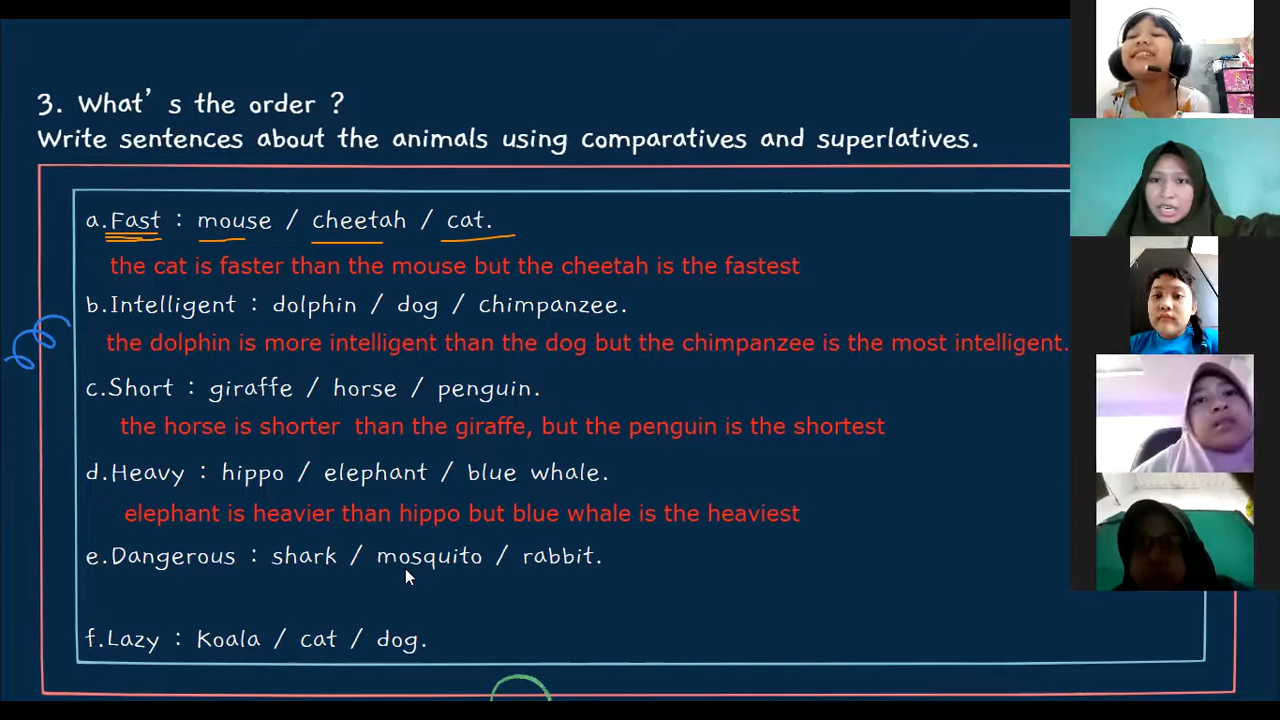 3. What's the order ?
Write sentences about the animals using comparatives and superlatives.
a.Fast : mouse / cheetah / cat.
the cat is faster than the mouse but the cheetah is the fastest
b.Intelligent : dolphin / dog / chimpanzee.
the dolphin is more intelligent than the dog but the chimpanzee is the most intelligent.
c.Short : giraffe / horse / penguin.
the horse is shorter than the giraffe, but the penguin is the shortest
d.Heavy : hippo / elephant / blue whale.
elephant is heavier than hippo but blue whale is the heaviest
e.Dangerous : shark / mosquito / rabbit.
f.Lazy : Koala / cat / dog.